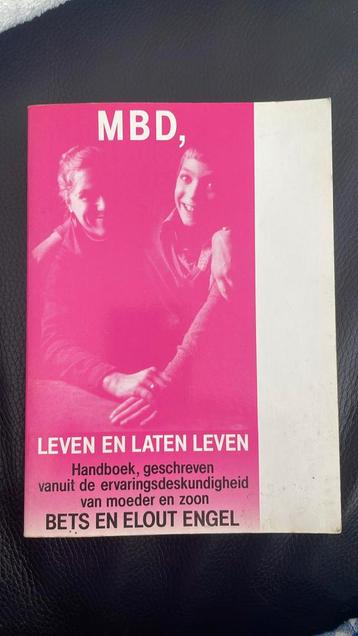 MBD,
LEVEN EN LATEN LEVEN
Handboek, geschreven
vanuit de ervaringsdeskundigheid
van moeder en zoon
BETS EN ELOUT ENGEL